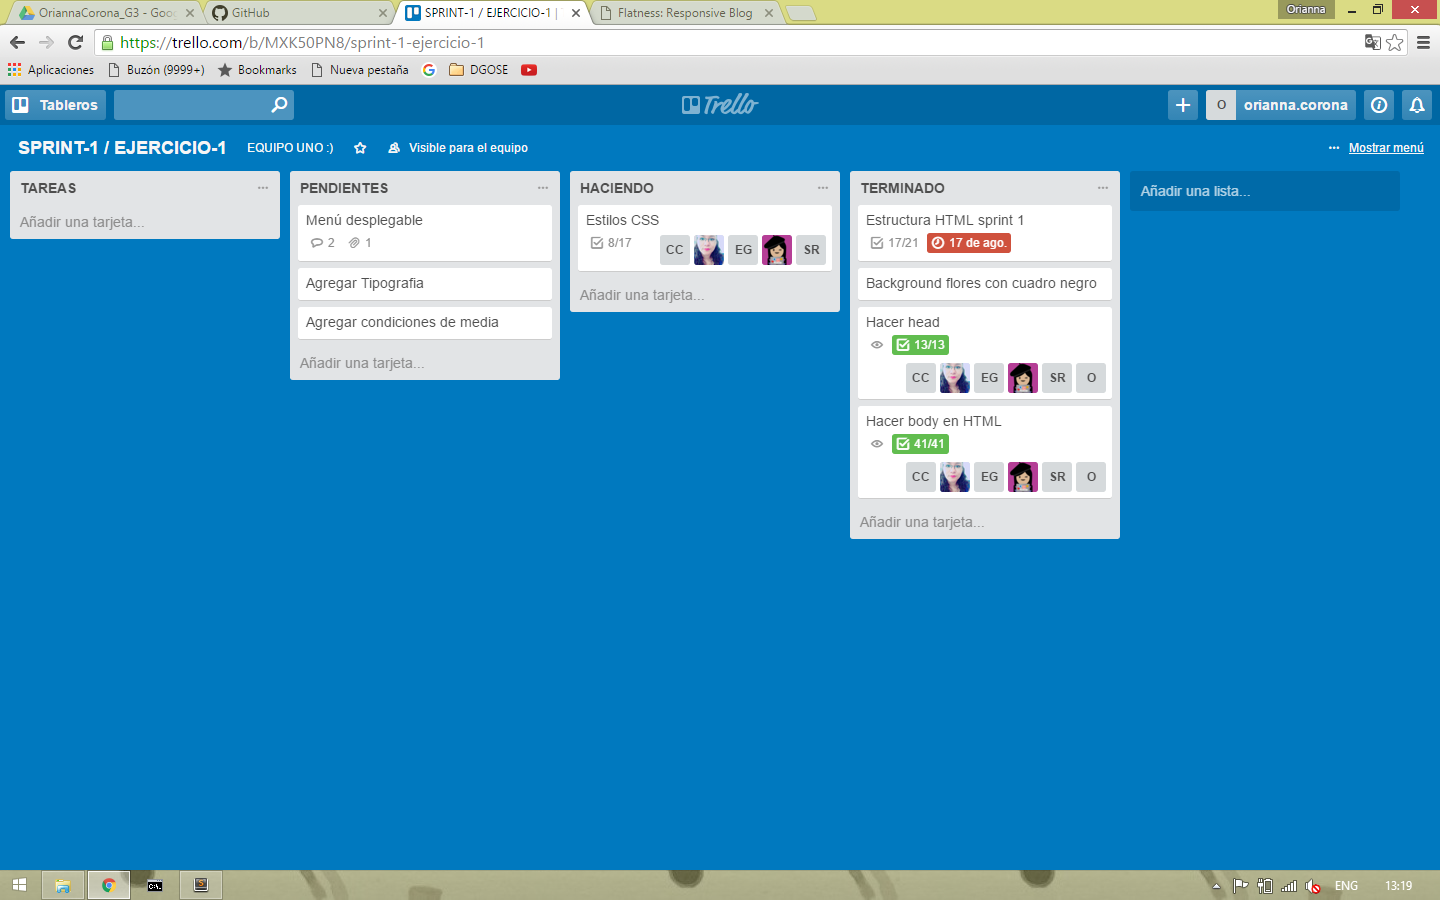 OriannaCorona_G3 - Goog
GitHub
SPRINT-1 / EJERCICIO-1 | T
Flatness: Responsive Blog
Orianna
https://trello.com/b/MXK50PN8/sprint-1-ejercicio-1
Aplicaciones
Buzón (9999+)
Bookmarks
Nueva pestaña
DGOSE
Tableros
Trello
O
orianna.corona
SPRINT-1 / EJERCICIO-1
EQUIPO UNO :)
Visible para el equipo
Mostrar menú
TAREAS
Añadir una tarjeta...
PENDIENTES
Menú desplegable
2 1
Agregar Tipografia
Agregar condiciones de media
Añadir una tarjeta...
HACIENDO
Estilos CSS
8/17
CC EG SR
Añadir una tarjeta...
TERMINADO
Estructura HTML sprint 1
17/21 17 de ago.
Background flores con cuadro negro
Hacer head
13/13
CC EG SR O
Hacer body en HTML
41/41
CC EG SR O
Añadir una tarjeta...
Añadir una lista...
ENG
13:19